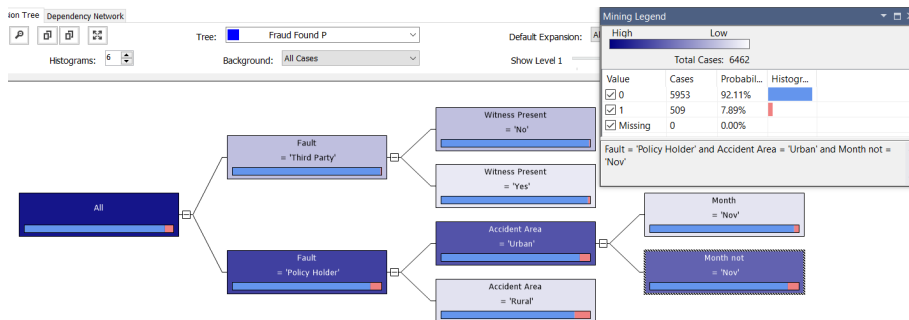 ion Tree Dependency Network
Tree: Fraud Found P Default Expansion: Al
Histograms: 6 Background: All Cases Show Level 1
Mining Legend
High Low
Total Cases: 6462
Value Cases Probabil... Histogr...
0 5953 92.11%
1 509 7.89%
Missing 0 0.00%
Fault = 'Policy Holder' and Accident Area = 'Urban' and Month not =
'Nov'
All
Fault
= 'Third Party'
Fault
= 'Policy Holder'
Witness Present
= 'No'
Witness Present
= 'Yes'
Accident Area
= 'Urban'
Accident Area
= 'Rural'
Month
= 'Nov'
Month not
= 'Nov'